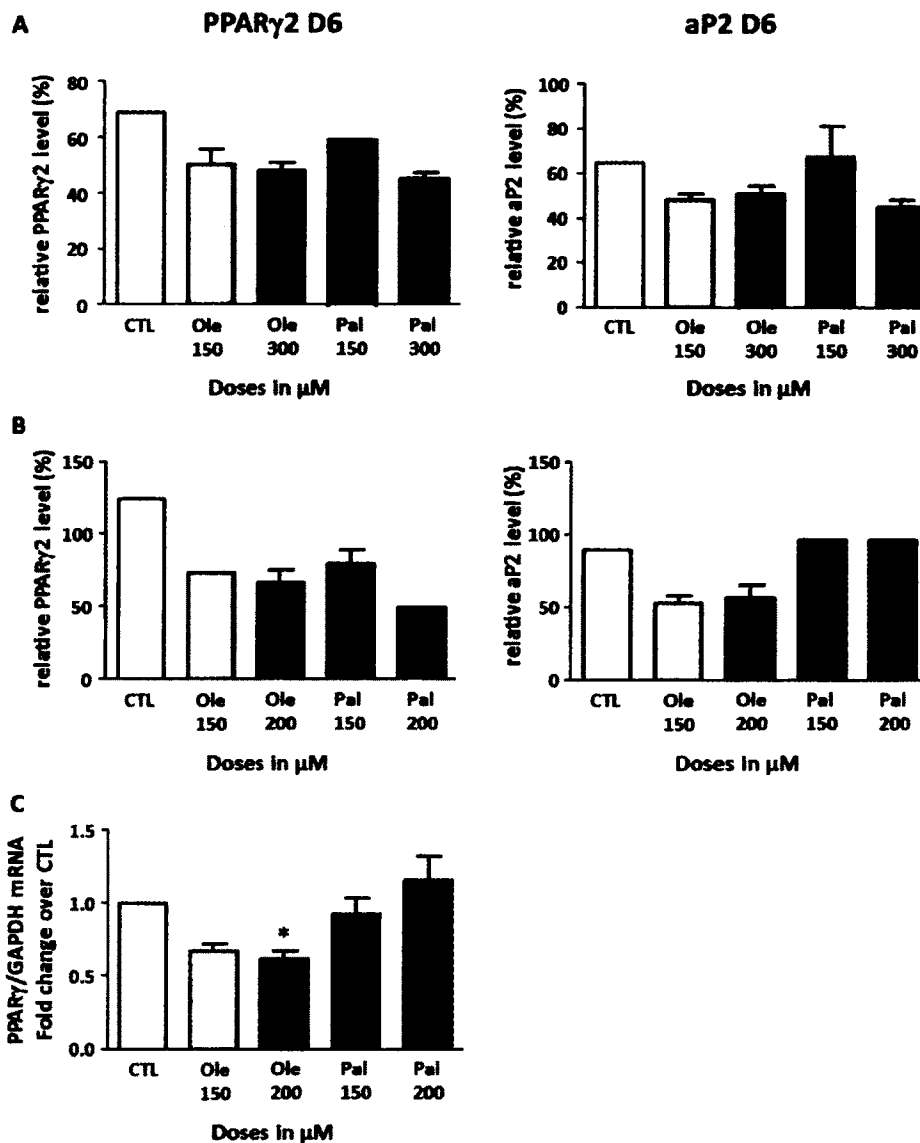 A
PPARγ2 D6
aP2 D6
relative PPARγ2 level (%)
80
60
40
20
0
CTL
Ole
150
Ole
300
Pal
150
Pal
300
Doses in μM
relative aP2 level (%)
100
80
60
40
20
0
CTL
Ole
150
Ole
300
Pal
150
Pal
300
Doses in μM
B
relative PPARγ2 level (%)
150
100
50
0
CTL
Ole
150
Ole
200
Pal
150
Pal
200
Doses in μM
relative aP2 level (%)
150
100
50
0
CTL
Ole
150
Ole
200
Pal
150
Pal
200
Doses in μM
C
PPARγ/GAPDH mRNA
Fold change over CTL
1.5
1.0
0.5
0.0
*
CTL
Ole
150
Ole
200
Pal
150
Pal
200
Doses in μM